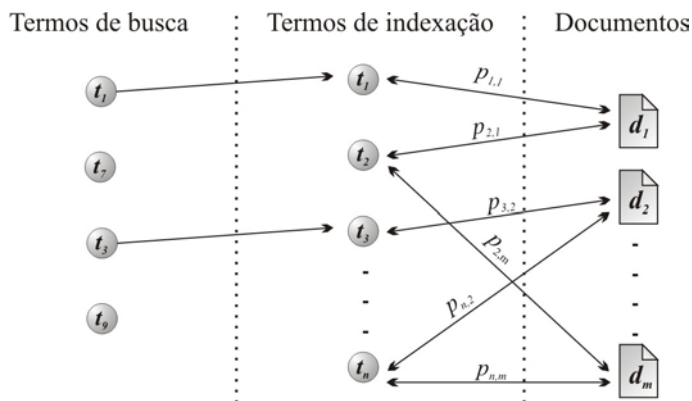 Termos de busca
Termos de indexação
Documentos
t1
t7
t3
t9
t1
t2
t3
tn
p1,1
p2,1
p3,2
p2,m
pn,2
pn,m
d1
d2
dm